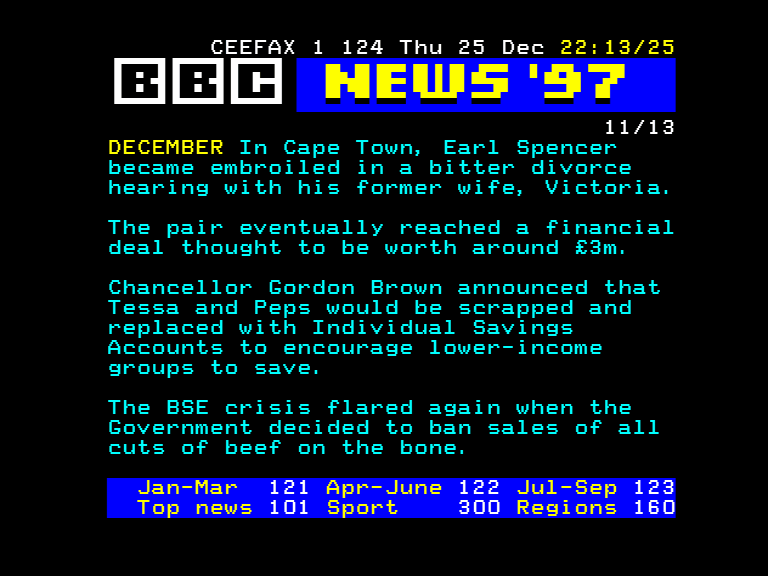 CEEFAX 1 124 Thu 25 Dec 22:13/25
BBC NEWS '97
11/13
DECEMBER In Cape Town, Earl Spencer
became embroiled in a bitter divorce
hearing with his former wife, Victoria.
The pair eventually reached a financial
deal thought to be worth around £3m.
Chancellor Gordon Brown announced that
Tessa and Peps would be scrapped and
replaced with Individual Savings
Accounts to encourage lower-income
groups to save.
The BSE crisis flared again when the
Government decided to ban sales of all
cuts of beef on the bone.
Jan-Mar 121 Apr-June 122 Jul-Sep 123
Top news 101 Sport 300 Regions 160